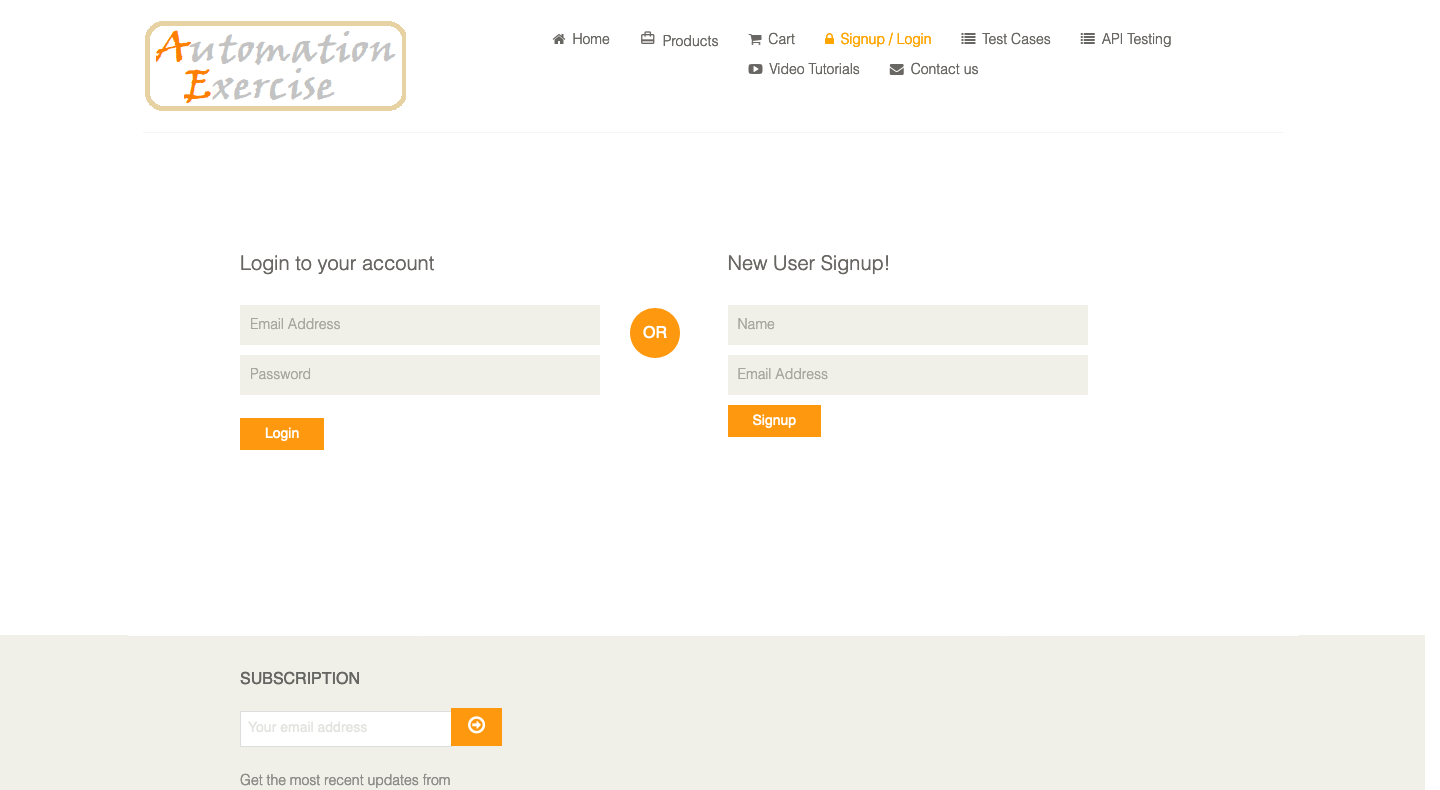 Automation
Exercise
Home Products Cart Signup / Login Test Cases API Testing
Video Tutorials Contact us
Login to your account
Email Address
Password
Login
OR
New User Signup!
Name
Email Address
Signup
SUBSCRIPTION
Your email address
Get the most recent updates from